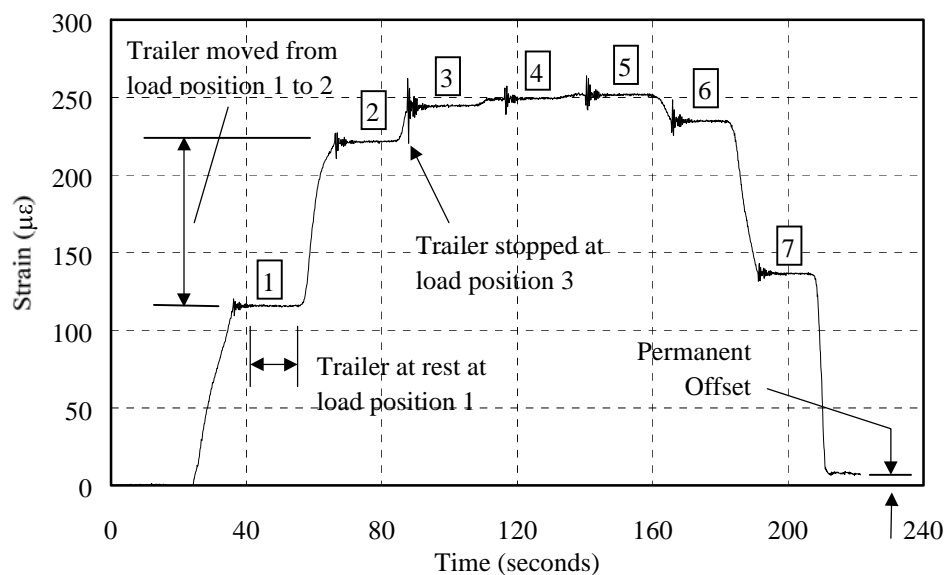 300
250
200
150
100
50
0
Strain (με)
Trailer moved from
load position 1 to 2
1
2
3
4
5
6
7
Trailer stopped at
load position 3
Trailer at rest at
load position 1
Permanent
Offset
0
40
80
120
160
200
240
Time (seconds)